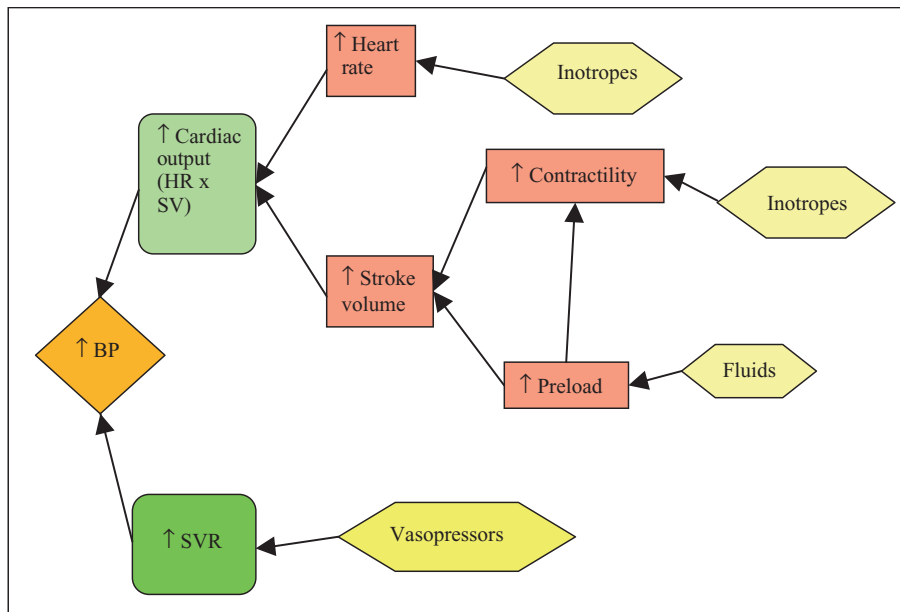 ↑ Heart
rate
Inotropes
↑ Cardiac
output
(HR x
SV)
↑ Contractility
Inotropes
↑ Stroke
volume
↑ BP
↑ Preload
Fluids
↑ SVR
Vasopressors